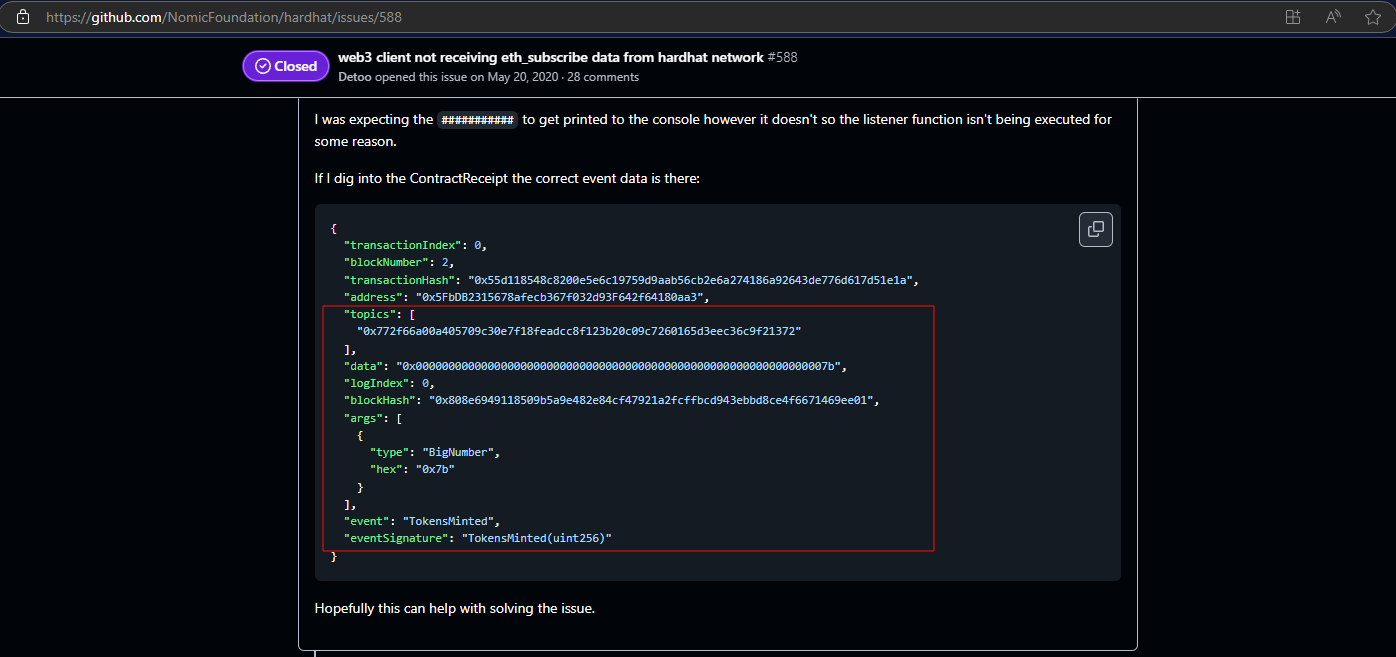 https://github.com/NomicFoundation/hardhat/issues/588
Closed
web3 client not receiving eth_subscribe data from hardhat network #588
Detoo opened this issue on May 20, 2020 · 28 comments
I was expecting the ########### to get printed to the console however it doesn't so the listener function isn't being executed for
some reason.
If I dig into the ContractReceipt the correct event data is there:
{
"transactionIndex": 0,
"blockNumber": 2,
"transactionHash": "0x55d118548c8200e5e6c19759d9aab56cb2e6a274186a92643de776d617d51e1a",
"address": "0x5FbDB2315678afecb367f032d93F642f64180aa3",
"topics": [
"0x772f66a00a405709c30e7f18feadcc8f123b20c09c7260165d3eec36c9f21372"
],
"data": "0x000000000000000000000000000000000000000000000000000000000000007b",
"logIndex": 0,
"blockHash": "0x808e6949118509b5a9e482e84cf47921a2fcffbcd943ebbd8ce4f6671469ee01",
"args": [
{
"type": "BigNumber",
"hex": "0x7b"
}
],
"event": "TokensMinted",
"eventSignature": "TokensMinted(uint256)"
}
Hopefully this can help with solving the issue.